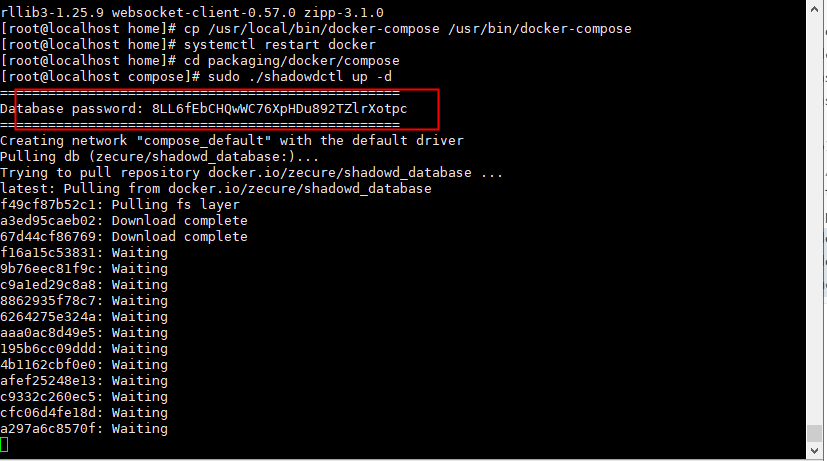 rllib3-1.25.9 websocket-client-0.57.0 zipp-3.1.0
[root@localhost home]# cp /usr/local/bin/docker-compose /usr/bin/docker-compose
[root@localhost home]# systemctl restart docker
[root@localhost home]# cd packaging/docker/compose
[root@localhost compose]# sudo ./shadowdctl up -d
==================================================
Database password: 8LL6fEbCHQwWC76XpHDu892TZlrXotpc
==================================================
Creating network "compose_default" with the default driver
Pulling db (zecure/shadowd_database:)...
Trying to pull repository docker.io/zecure/shadowd_database ...
latest: Pulling from docker.io/zecure/shadowd_database
f49cf87b52c1: Pulling fs layer
a3ed95caeb02: Download complete
67d44cf86769: Download complete
f16a15c53831: Waiting
9b76eec81f9c: Waiting
c9a1ed29c8a8: Waiting
8862935f78c7: Waiting
6264275e324a: Waiting
aaa0ac8d49e5: Waiting
195b6cc09ddd: Waiting
4b1162cbf0e0: Waiting
afef25248e13: Waiting
c9332c260ec5: Waiting
cfc06d4fe18d: Waiting
a297a6c8570f: Waiting